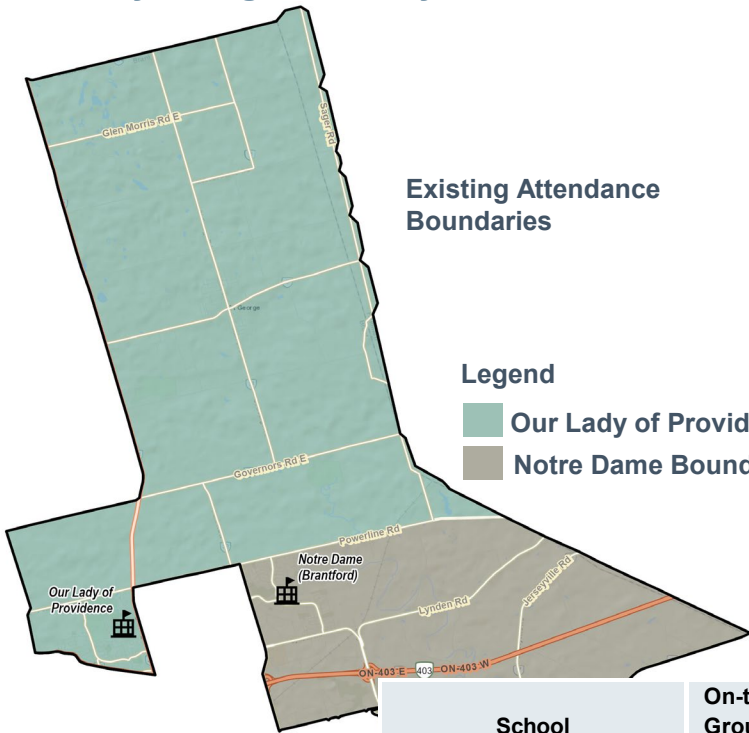 Glen Morris Rd E
Sager Rd
Existing Attendance
Boundaries
George
Legend
Our Lady of Provid
Notre Dame Bound
Governors Rd E
Powerline Rd
Notre Dame
(Brantford)
Our Lady of
Providence
Lynden Rd
Jerseyville Rd
ON-403 E
403
ON-403 W
School
On-t
Grou